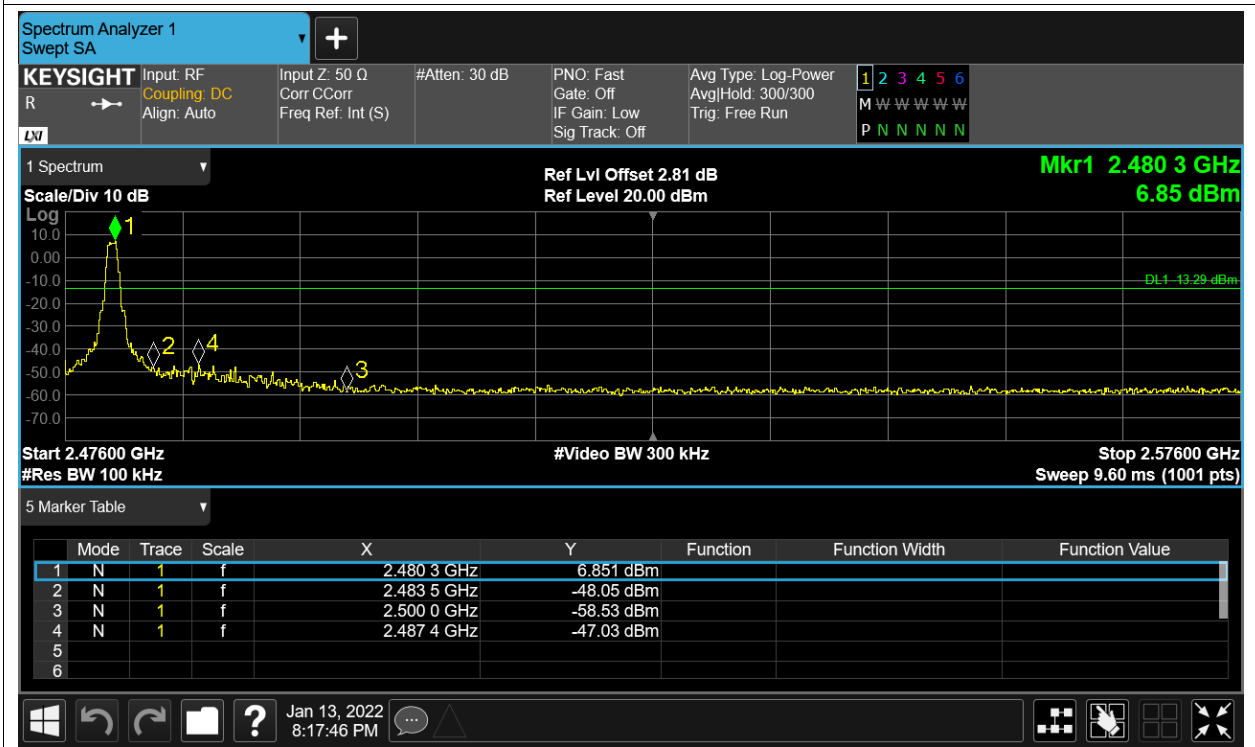 Spectrum Analyzer 1
Swept SA
KEYSIGHT Input: RF Input Z: 50 Ω #Atten: 30 dB PNO: Fast Avg Type: Log-Power 1 2 3 4 5 6
R Coupling: DC Corr CCorr Gate: Off Avg|Hold: 300/300 M W W W W W
Align: Auto Freq Ref: Int (S) IF Gain: Low Trig: Free Run
LXI Sig Track: Off P N N N N N
1 Spectrum Ref Lvl Offset 2.81 dB Mkr1 2.480 3 GHz
Scale/Div 10 dB Ref Level 20.00 dBm 6.85 dBm
Log
1
10.0
0.00
-10.0 DL1 -13.29 dBm
-20.0
-30.0
-40.0 2 4
-50.0 3
-60.0
-70.0
Start 2.47600 GHz #Video BW 300 kHz Stop 2.57600 GHz
#Res BW 100 kHz Sweep 9.60 ms (1001 pts)
5 Marker Table
Mode Trace Scale X Y Function Function Width Function Value
1 N 1 f 2.480 3 GHz 6.851 dBm
2 N 1 f 2.483 5 GHz -48.05 dBm
3 N 1 f 2.500 0 GHz -58.53 dBm
4 N 1 f 2.487 4 GHz -47.03 dBm
5
6
? Jan 13, 2022
8:17:46 PM